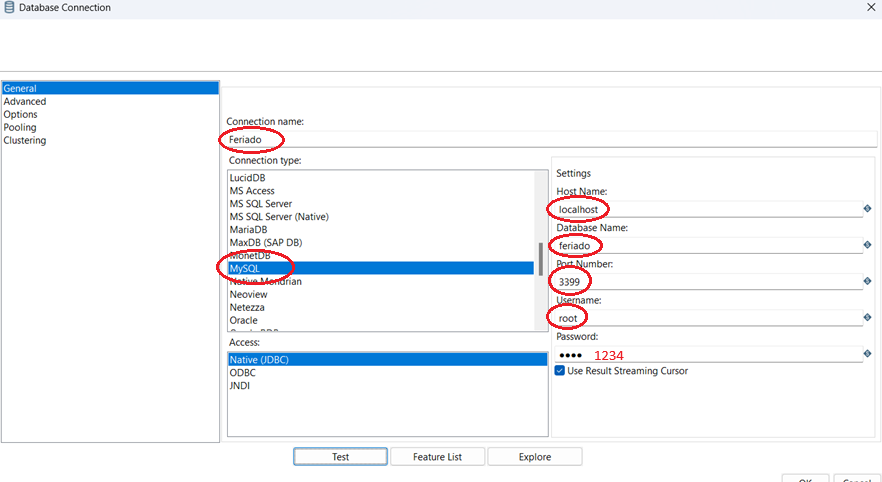 Database Connection
General
Advanced
Options
Pooling
Clustering
Connection name:
Feriado
Connection type:
LucidDB
MS Access
MS SQL Server
MS SQL Server (Native)
MariaDB
MaxDB (SAP DB)
MonetDB
MySQL
Native Mondrian
Neoview
Netezza
Oracle
Access:
Native (JDBC)
ODBC
JNDI
Settings
Host Name:
localhost
Database Name:
feriado
Port Number:
3399
Username:
root
Password:
•••• 1234
Use Result Streaming Cursor
Test
Feature List
Explore
OK
Cancel